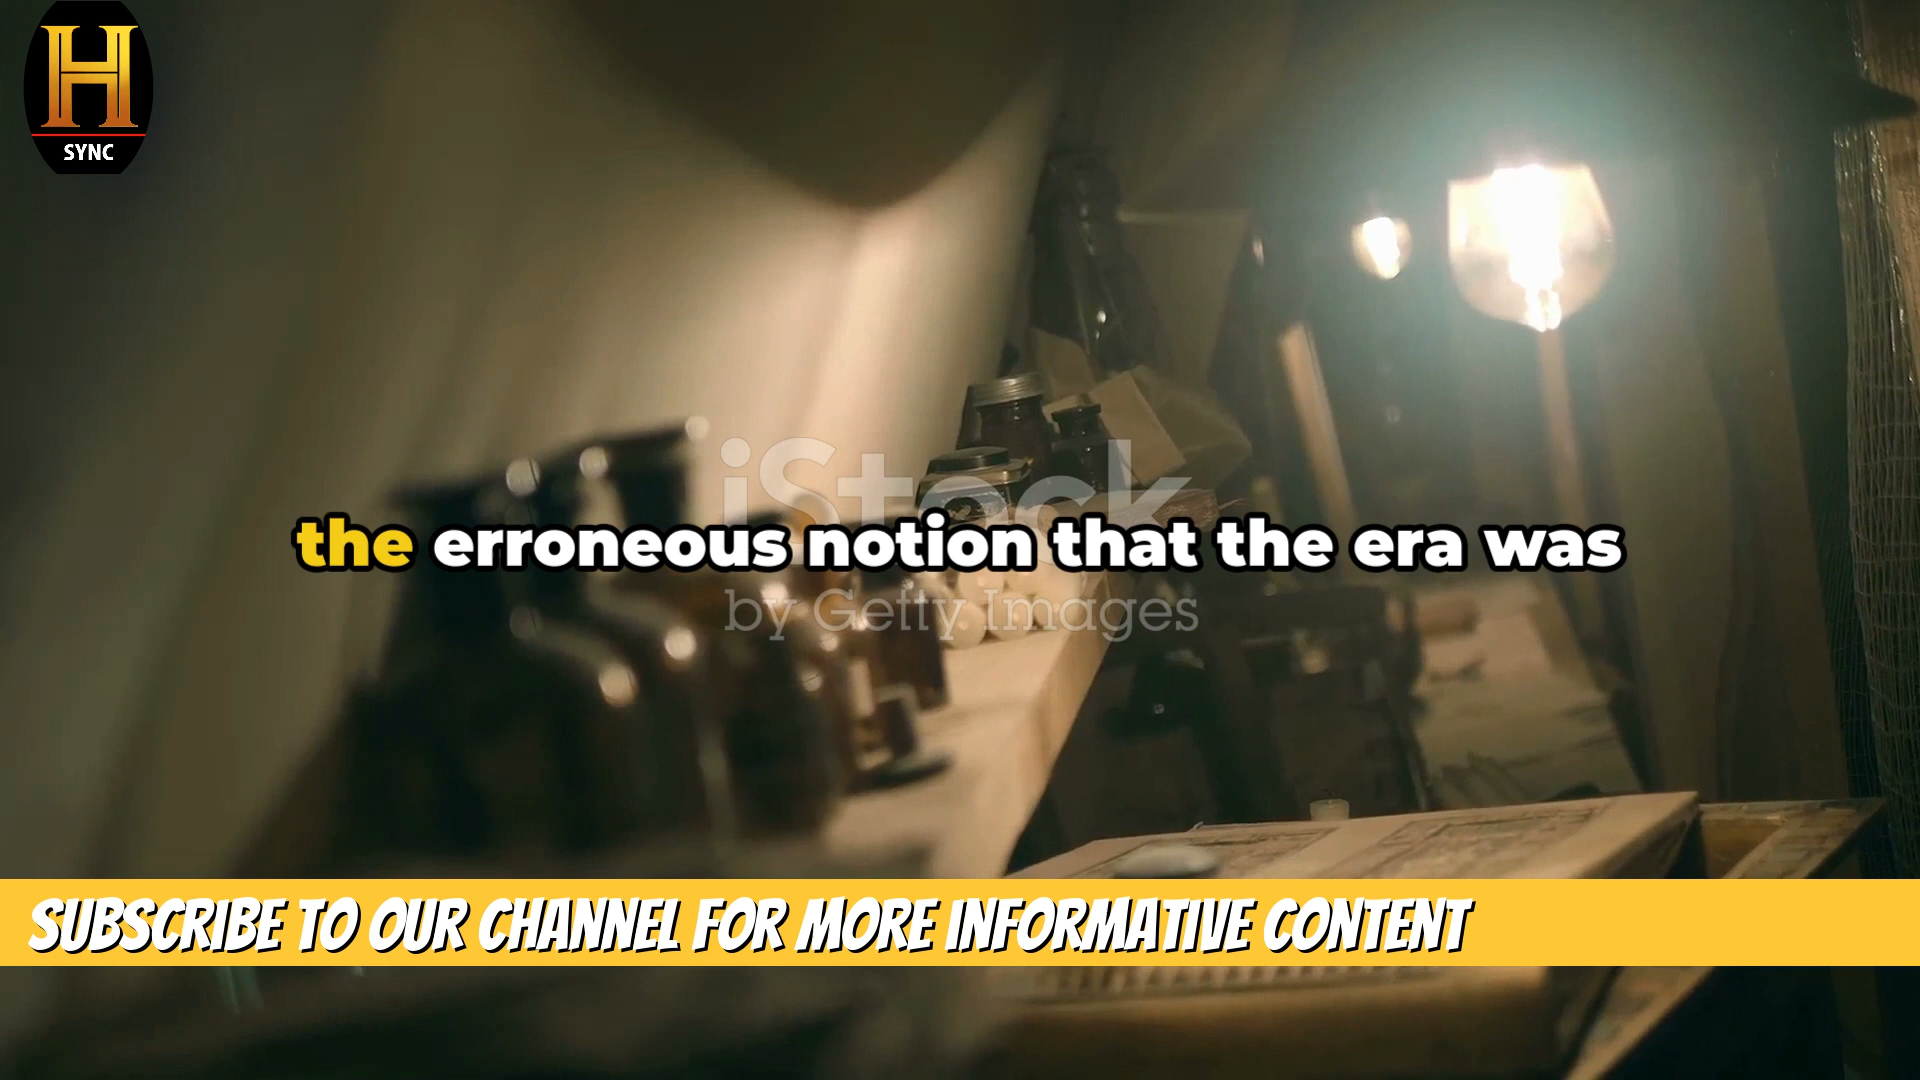 H
SYNC
iStock
the erroneous notion that the era was
by Getty Images
SUBSCRIBE TO OUR CHANNEL FOR MORE INFORMATIVE CONTENT